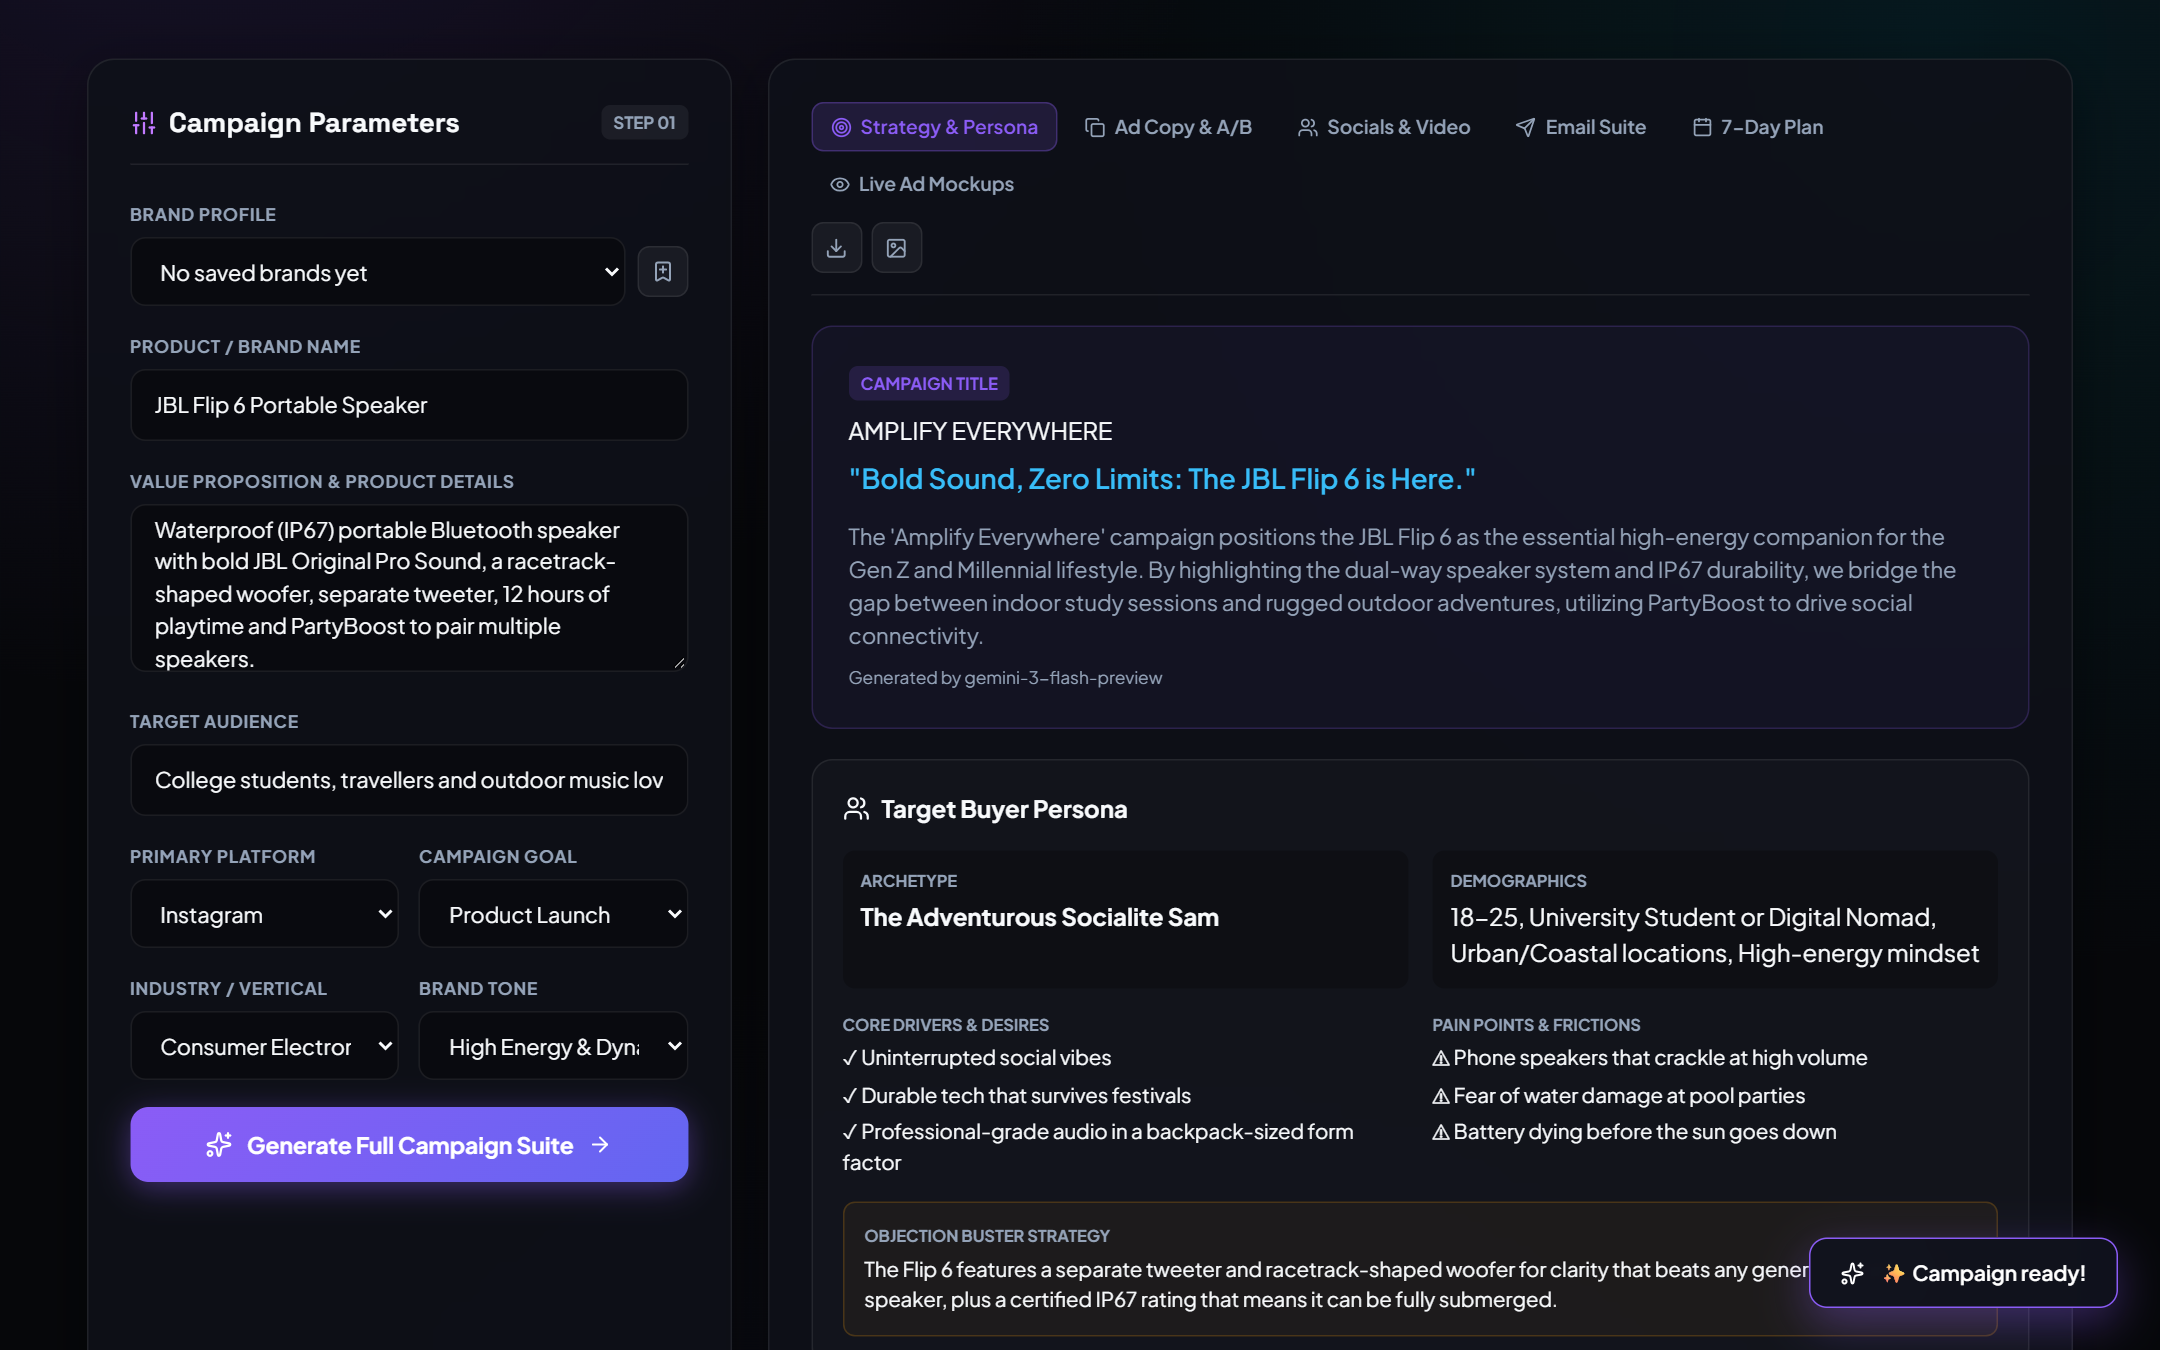 Campaign Parameters
STEP 01
BRAND PROFILE
No saved brands yet
PRODUCT / BRAND NAME
JBL Flip 6 Portable Speaker
VALUE PROPOSITION & PRODUCT DETAILS
Waterproof (IP67) portable Bluetooth speaker
with bold JBL Original Pro Sound, a racetrack-
shaped woofer, separate tweeter, 12 hours of
playtime and PartyBoost to pair multiple
speakers.
TARGET AUDIENCE
College students, travellers and outdoor music lov
PRIMARY PLATFORM
CAMPAIGN GOAL
Instagram
Product Launch
INDUSTRY / VERTICAL
BRAND TONE
Consumer Electror
High Energy & Dyna
Generate Full Campaign Suite →
Strategy & Persona
Ad Copy & A/B
Socials & Video
Email Suite
7-Day Plan
Live Ad Mockups
CAMPAIGN TITLE
AMPLIFY EVERYWHERE
"Bold Sound, Zero Limits: The JBL Flip 6 is Here."
The 'Amplify Everywhere' campaign positions the JBL Flip 6 as the essential high-energy companion for the
Gen Z and Millennial lifestyle. By highlighting the dual-way speaker system and IP67 durability, we bridge the
gap between indoor study sessions and rugged outdoor adventures, utilizing PartyBoost to drive social
connectivity.
Generated by gemini-3-flash-preview
Target Buyer Persona
ARCHETYPE
The Adventurous Socialite Sam
DEMOGRAPHICS
18-25, University Student or Digital Nomad,
Urban/Coastal locations, High-energy mindset
CORE DRIVERS & DESIRES
✓ Uninterrupted social vibes
✓ Durable tech that survives festivals
✓ Professional-grade audio in a backpack-sized form
factor
PAIN POINTS & FRICTIONS
⚠ Phone speakers that crackle at high volume
⚠ Fear of water damage at pool parties
⚠ Battery dying before the sun goes down
OBJECTION BUSTER STRATEGY
The Flip 6 features a separate tweeter and racetrack-shaped woofer for clarity that beats any gener
speaker, plus a certified IP67 rating that means it can be fully submerged.
✨ Campaign ready!